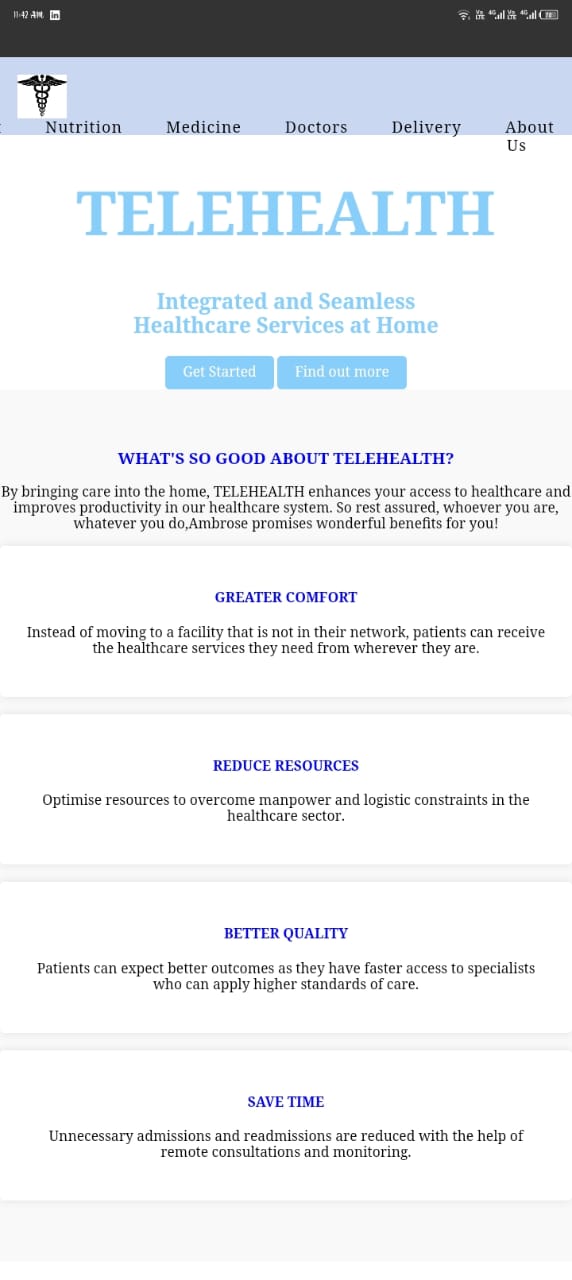 11:42 AM
in
Nutrition Medicine Doctors Delivery About
Us
TELEHEALTH
Integrated and Seamless
Healthcare Services at Home
Get Started Find out more
WHAT'S SO GOOD ABOUT TELEHEALTH?
By bringing care into the home, TELEHEALTH enhances your access to healthcare and
improves productivity in our healthcare system. So rest assured, whoever you are,
whatever you do,Ambrose promises wonderful benefits for you!
GREATER COMFORT
Instead of moving to a facility that is not in their network, patients can receive
the healthcare services they need from wherever they are.
REDUCE RESOURCES
Optimise resources to overcome manpower and logistic constraints in the
healthcare sector.
BETTER QUALITY
Patients can expect better outcomes as they have faster access to specialists
who can apply higher standards of care.
SAVE TIME
Unnecessary admissions and readmissions are reduced with the help of
remote consultations and monitoring.